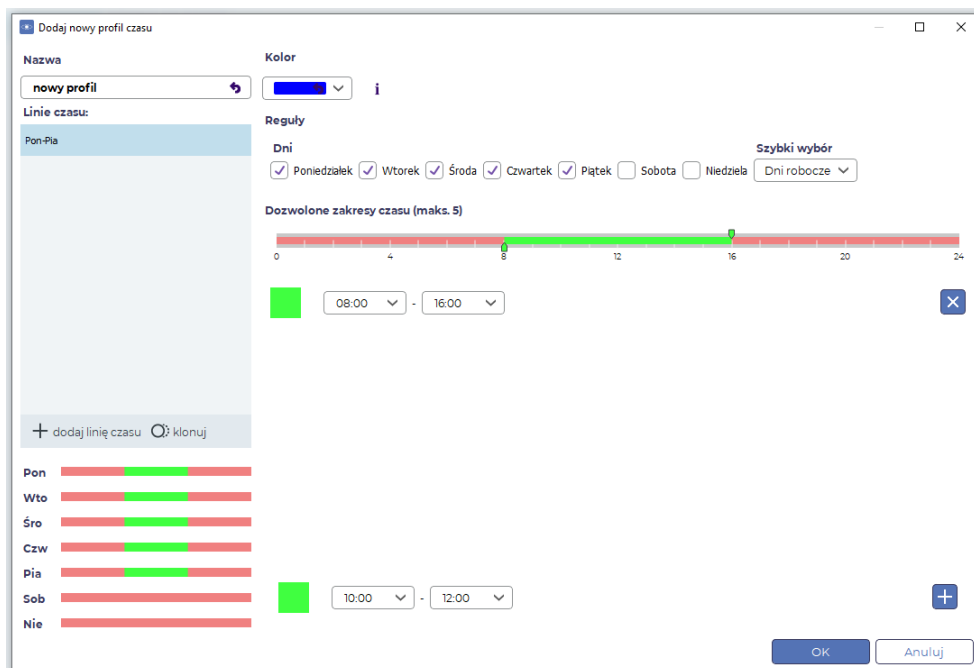 Dodaj nowy profil czasu
Nazwa
nowy profil
Linie czasu:
Pon-Pia
Kolor
i
Reguły
Dni
Szybki wybór
Poniedziałek Wtorek Środa Czwartek Piątek Sobota Niedziela Dni robocze
Dozwolone zakresy czasu (maks. 5)
0 4 8 12 16 20 24
08:00 - 16:00
dodaj linię czasu klonuj
Pon
Wto
Śro
Czw
Pia
Sob
Nie
10:00 - 12:00
OK Anuluj